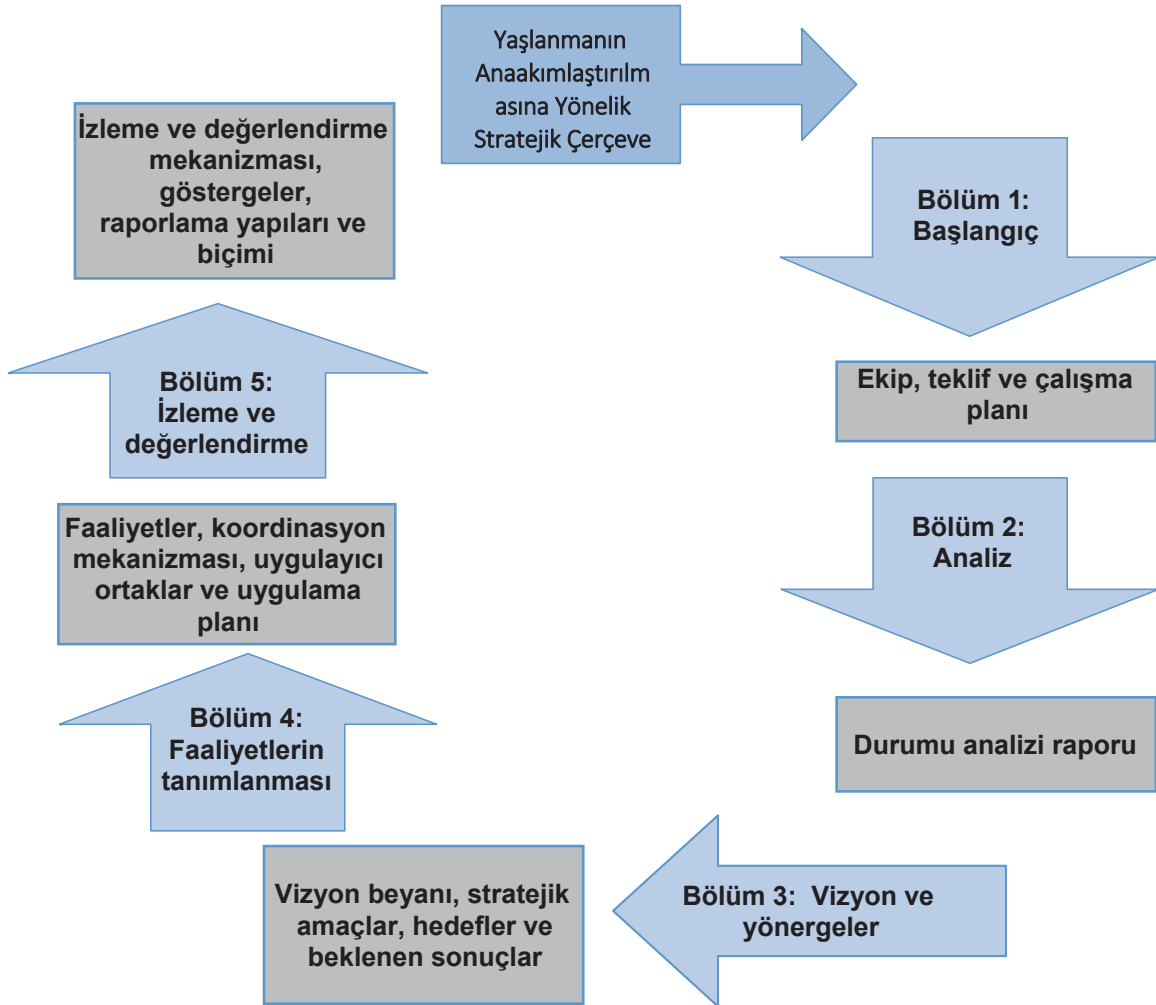 Yaşlanmanın
Anaakımlaştırılm
asına Yönelik
Stratejik Çerçeve
Bölüm 1:
Başlangıç
Ekip, teklif ve çalışma
planı
Bölüm 2:
Analiz
Durumu analizi raporu
Bölüm 3: Vizyon ve
yönergeler
Vizyon beyanı, stratejik
amaçlar, hedefler ve
beklenen sonuçlar
Bölüm 4:
Faaliyetlerin
tanımlanması
Faaliyetler, koordinasyon
mekanizması, uygulayıcı
ortaklar ve uygulama
planı
Bölüm 5:
İzleme ve
değerlendirme
İzleme ve değerlendirme
mekanizması,
göstergeler,
raporlama yapıları ve
biçimi